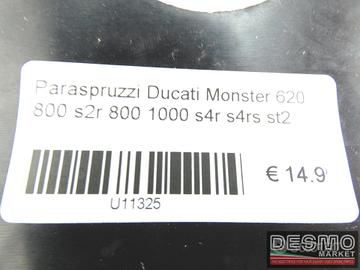 Paraspruzzi Ducati Monster 620
800 s2r 800 1000 s4r s4rs st2
€ 14.9
U11325
DESMO
MARKET